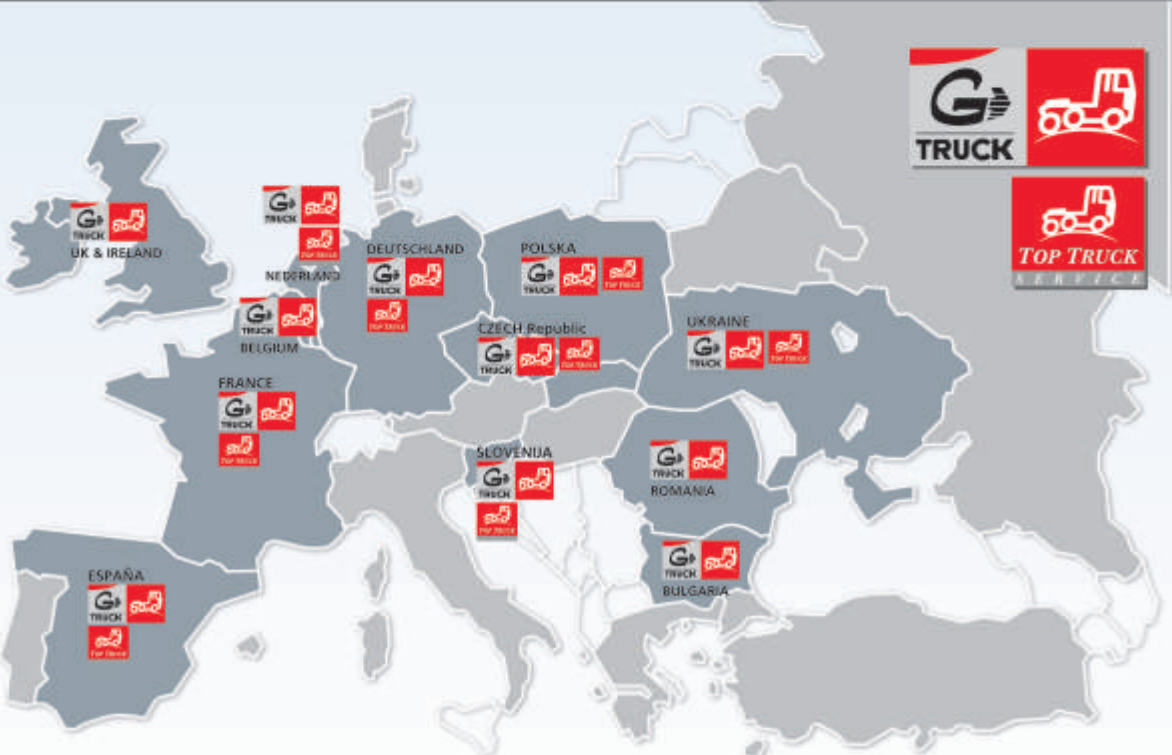 G
TRUCK
TOP TRUCK
SERVICE
G
TRUCK
UK & IRELAND
G
TRUCK
TOP TRUCK
NEDERLAND
DEUTSCHLAND
G
TRUCK
TOP TRUCK
POLSKA
G
TRUCK
TOP TRUCK
G
TRUCK
BELGIUM
CZECH Republic
G
TRUCK
TOP TRUCK
UKRAINE
G
TRUCK
TOP TRUCK
FRANCE
G
TRUCK
TOP TRUCK
SLOVENIJA
G
TRUCK
TOP TRUCK
G
TRUCK
ROMANIA
G
TRUCK
BULGARIA
ESPAÑA
G
TRUCK
TOP TRUCK